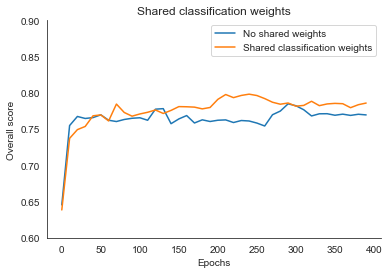 Shared classification weights
No shared weights
Shared classification weights
Overall score
0.90
0.85
0.80
0.75
0.70
0.65
0.60
0 50 100 150 200 250 300 350 400
Epochs